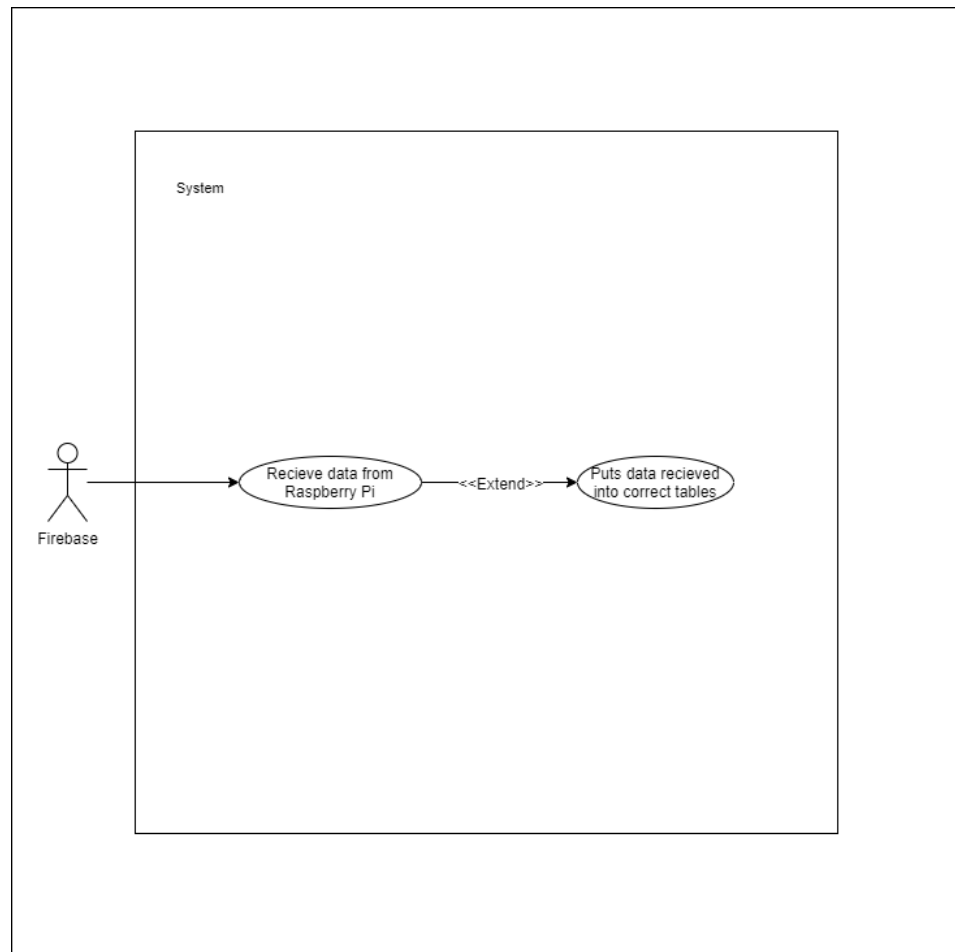 System
Recieve data from
Raspberry Pi
<<Extend>>
Puts data recieved
into correct tables
Firebase